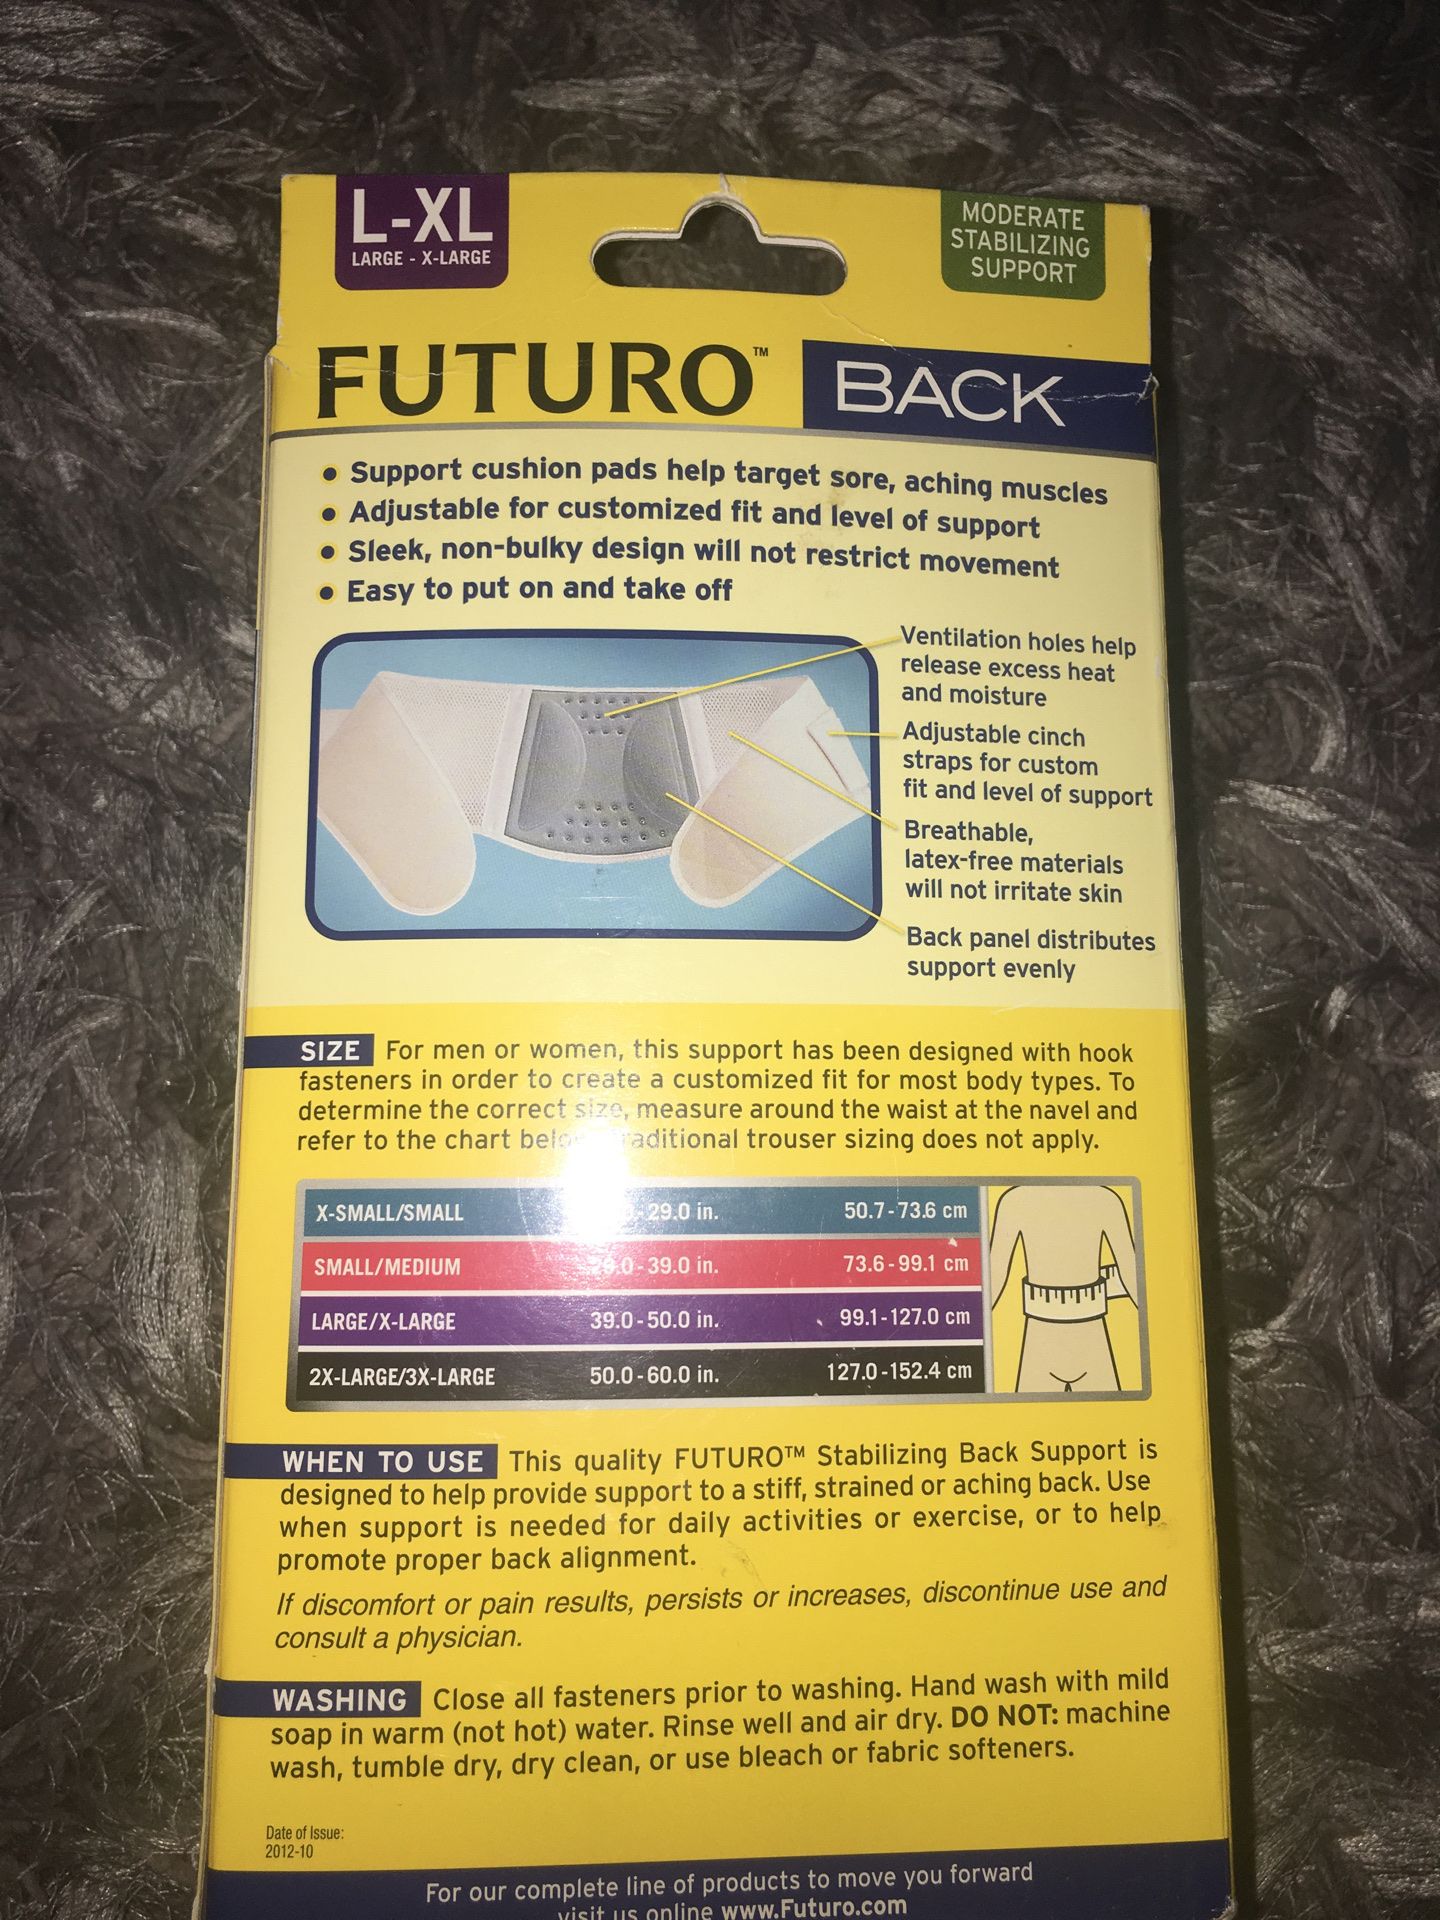 L-XL
LARGE - X-LARGE
MODERATE
STABILIZING
SUPPORT
FUTURO™ BACK
• Support cushion pads help target sore, aching muscles
• Adjustable for customized fit and level of support
• Sleek, non-bulky design will not restrict movement
• Easy to put on and take off
Ventilation holes help
release excess heat
and moisture
Adjustable cinch
straps for custom
fit and level of support
Breathable,
latex-free materials
will not irritate skin
Back panel distributes
support evenly
SIZE For men or women, this support has been designed with hook
fasteners in order to create a customized fit for most body types. To
determine the correct size, measure around the waist at the navel and
refer to the chart trouser sizing does not apply.
X-SMALL/SMALL - 29.0 in. 50.7 - 73.6 cm
SMALL/MEDIUM 29.0 - 39.0 in. 73.6 - 99.1 cm
LARGE/X-LARGE 39.0 - 50.0 in. 99.1 - 127.0 cm
2X-LARGE/3X-LARGE 50.0 - 60.0 in. 127.0 - 152.4 cm
WHEN TO USE This quality FUTURO™ Stabilizing Back Support is
designed to help provide support to a stiff, strained or aching back. Use
when support is needed for daily activities or exercise, or to help
promote proper back alignment.
If discomfort or pain results, persists or increases, discontinue use and
consult a physician.
WASHING Close all fasteners prior to washing. Hand wash with mild
soap in warm (not hot) water. Rinse well and air dry. DO NOT: machine
wash, tumble dry, dry clean, or use bleach or fabric softeners.
Date of Issue:
2012-10
For our complete line of products to move you forward
visit us online www.Futuro.com